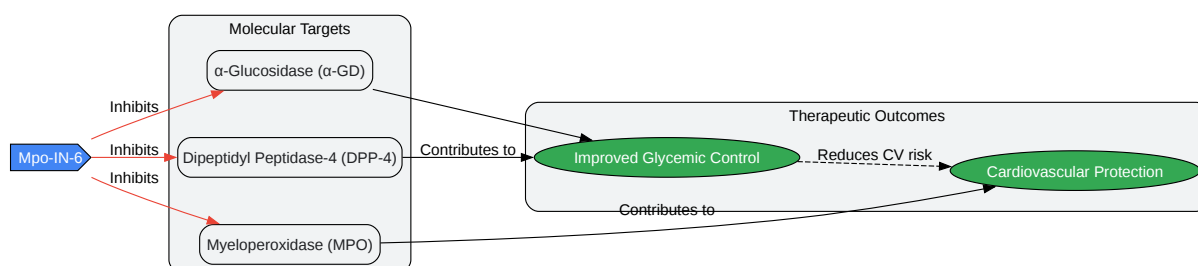 Molecular Targets
α-Glucosidase (α-GD)
Inhibits
Therapeutic Outcomes
Mpo-IN-6
Inhibits
Dipeptidyl Peptidase-4 (DPP-4)
Contributes to
Improved Glycemic Control
Reduces CV risk
Cardiovascular Protection
Inhibits
Contributes to
Myeloperoxidase (MPO)